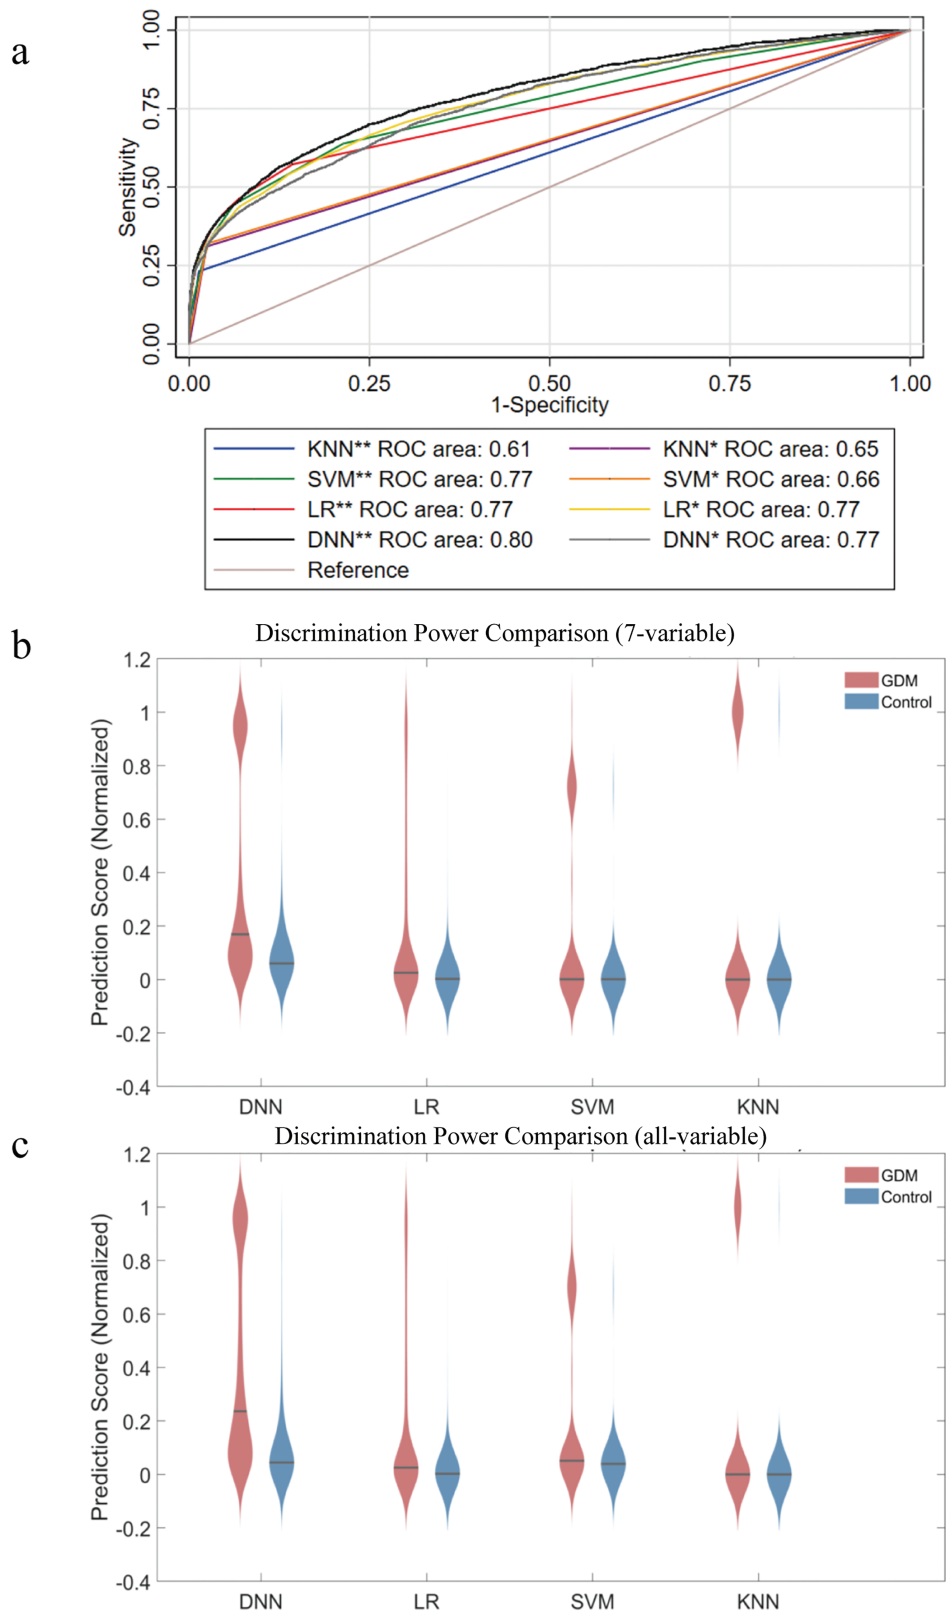 a
1.00
0.75
0.50
0.25
0.00
Sensitivity
0.00 0.25 0.50 0.75 1.00
1-Specificity
KNN** ROC area: 0.61 KNN* ROC area: 0.65
SVM** ROC area: 0.77 SVM* ROC area: 0.66
LR** ROC area: 0.77 LR* ROC area: 0.77
DNN** ROC area: 0.80 DNN* ROC area: 0.77
Reference
b
Discrimination Power Comparison (7-variable)
Prediction Score (Normalized)
1.2
1
0.8
0.6
0.4
0.2
0
-0.2
-0.4
GDM
Control
DNN LR SVM KNN
c
Discrimination Power Comparison (all-variable)
Prediction Score (Normalized)
1.2
1
0.8
0.6
0.4
0.2
0
-0.2
-0.4
GDM
Control
DNN LR SVM KNN